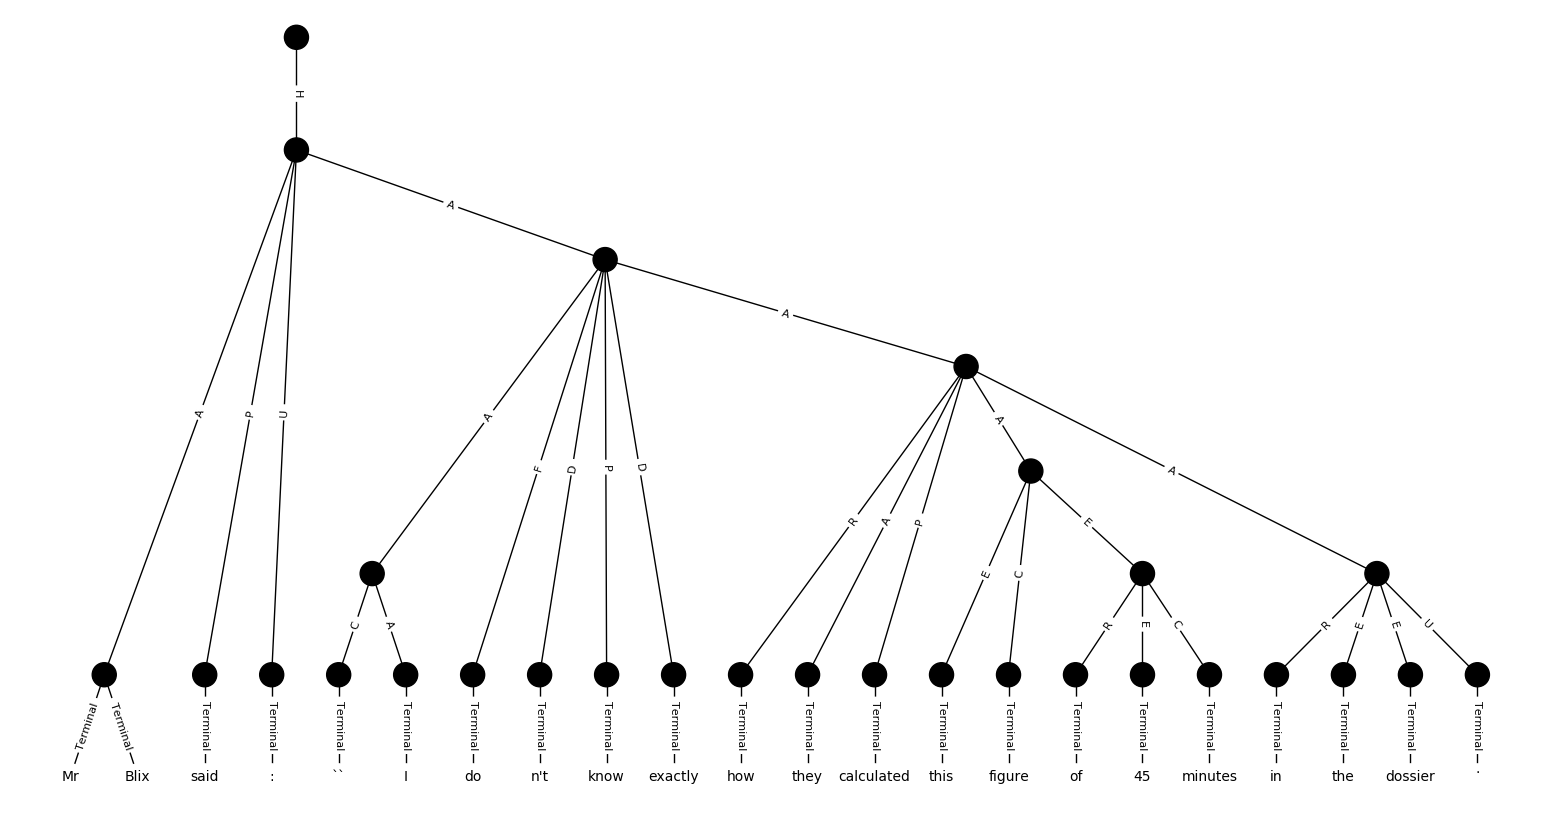 H
A
A P U
A
A F D P D
A
R A P A
E
E C
A
C A
R E C
R E E U
Terminal Terminal Terminal Terminal Terminal Terminal Terminal Terminal Terminal Terminal Terminal Terminal Terminal Terminal Terminal Terminal Terminal Terminal Terminal Terminal Terminal Terminal
Mr Blix said : `` I do n't know exactly how they calculated this figure of 45 minutes in the dossier .